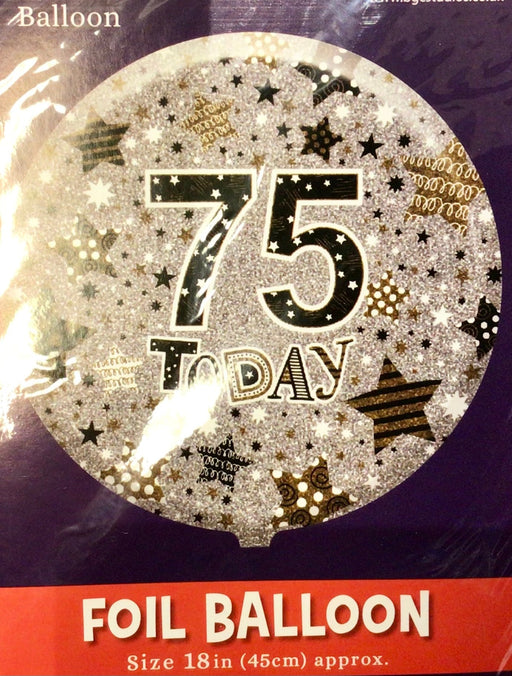 Balloon
75
TODAY
FOIL BALLOON
Size 18in (45cm) approx.